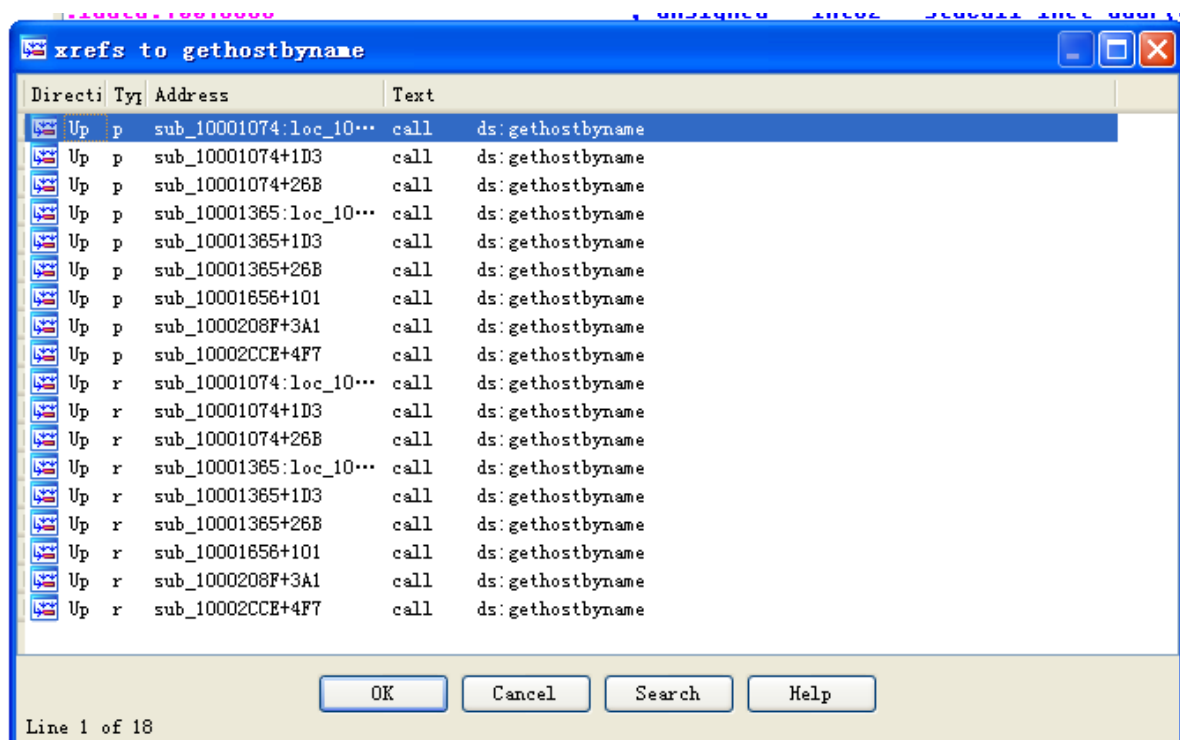 xrefs to gethostbyname
Directi Typ Address Text
Up p sub_10001074:loc_10… call ds:gethostbyname
Up p sub_10001074+1D3 call ds:gethostbyname
Up p sub_10001074+26B call ds:gethostbyname
Up p sub_10001365:loc_10… call ds:gethostbyname
Up p sub_10001365+1D3 call ds:gethostbyname
Up p sub_10001365+26B call ds:gethostbyname
Up p sub_10001656+101 call ds:gethostbyname
Up p sub_1000208F+3A1 call ds:gethostbyname
Up p sub_10002CCE+4F7 call ds:gethostbyname
Up r sub_10001074:loc_10… call ds:gethostbyname
Up r sub_10001074+1D3 call ds:gethostbyname
Up r sub_10001074+26B call ds:gethostbyname
Up r sub_10001365:loc_10… call ds:gethostbyname
Up r sub_10001365+1D3 call ds:gethostbyname
Up r sub_10001365+26B call ds:gethostbyname
Up r sub_10001656+101 call ds:gethostbyname
Up r sub_1000208F+3A1 call ds:gethostbyname
Up r sub_10002CCE+4F7 call ds:gethostbyname
OK Cancel Search Help
Line 1 of 18